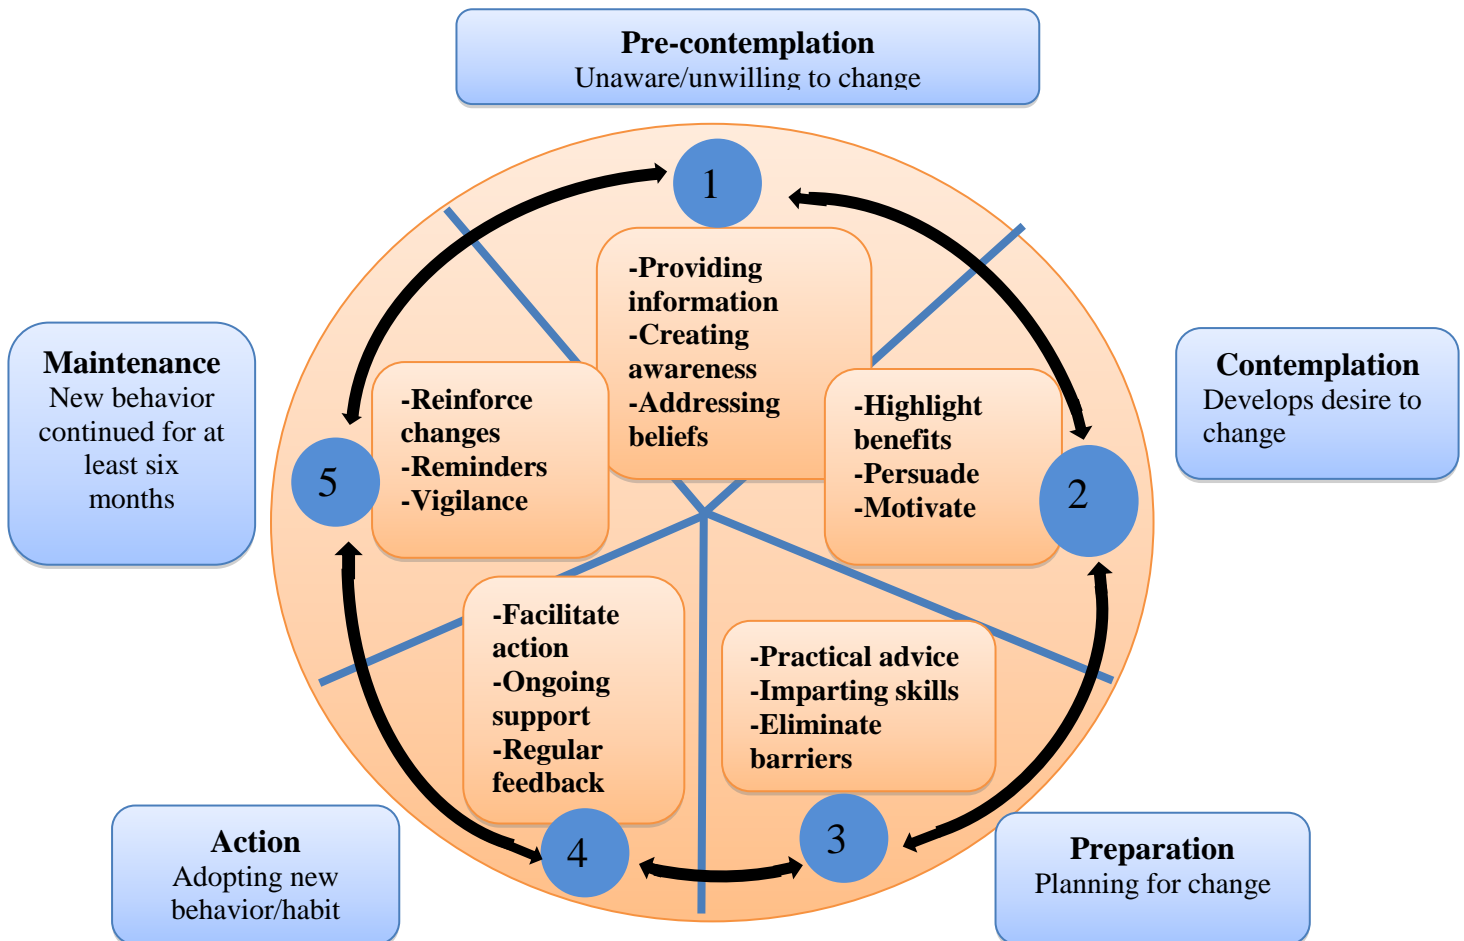 Pre-contemplation
Unaware/unwilling to change
1
-Providing
information
-Creating
awareness
-Addressing
beliefs
Contemplation
Develops desire to
change
2
-Highlight
benefits
-Persuade
-Motivate
Preparation
Planning for change
3
-Practical advice
-Imparting skills
-Eliminate
barriers
Action
Adopting new
behavior/habit
4
-Facilitate
action
-Ongoing
support
-Regular
feedback
Maintenance
New behavior
continued for at
least six
months
5
-Reinforce
changes
-Reminders
-Vigilance